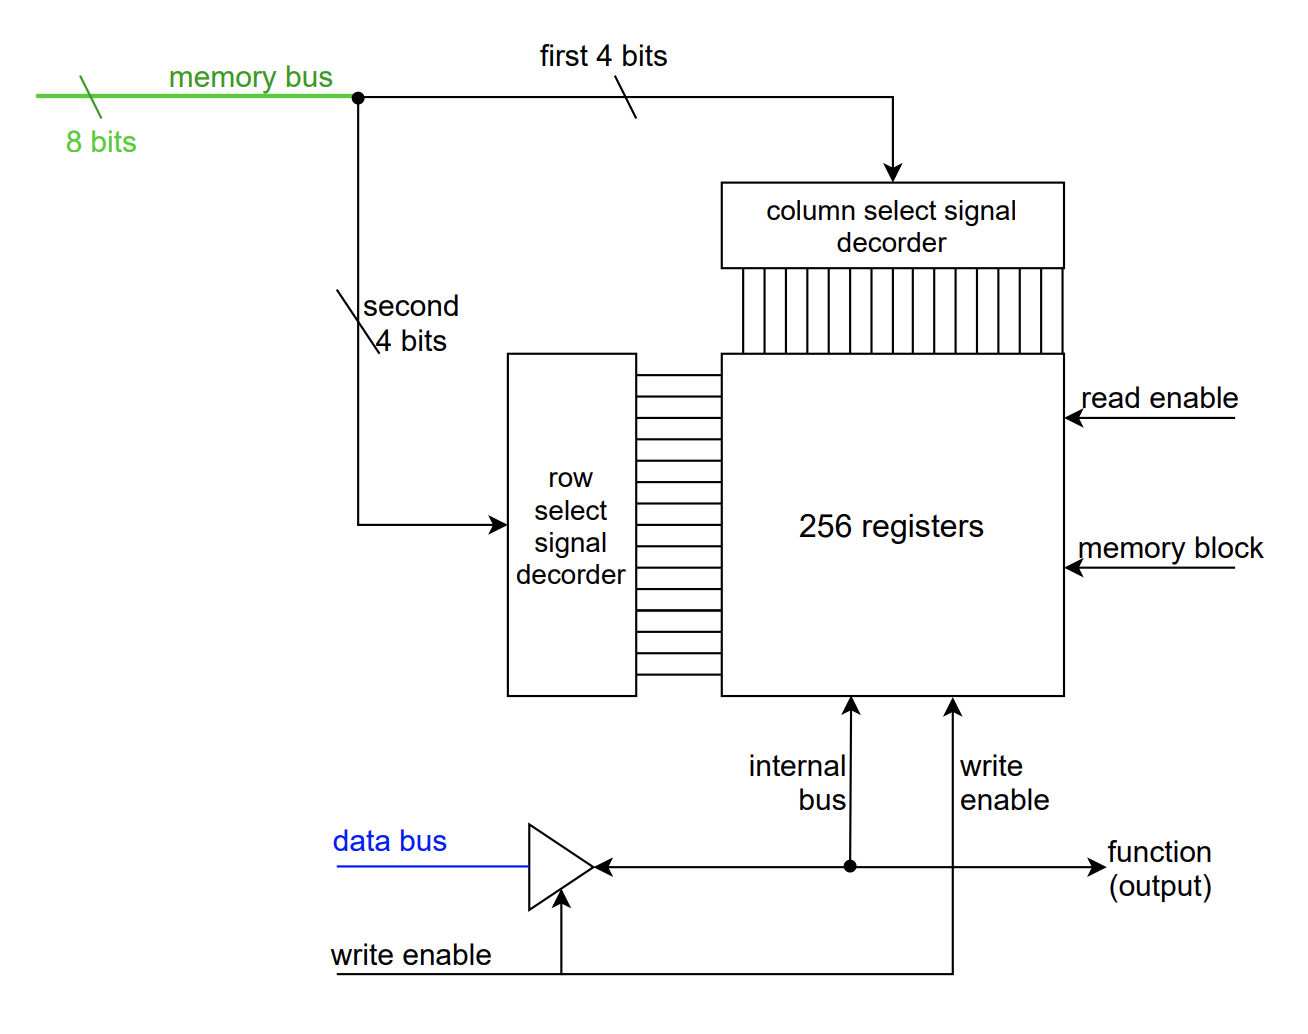 first 4 bits
memory bus
8 bits
column select signal
decorder
second
4 bits
read enable
row
select
signal
decorder
256 registers
memory block
internal
bus
write
enable
data bus
function
(output)
write enable